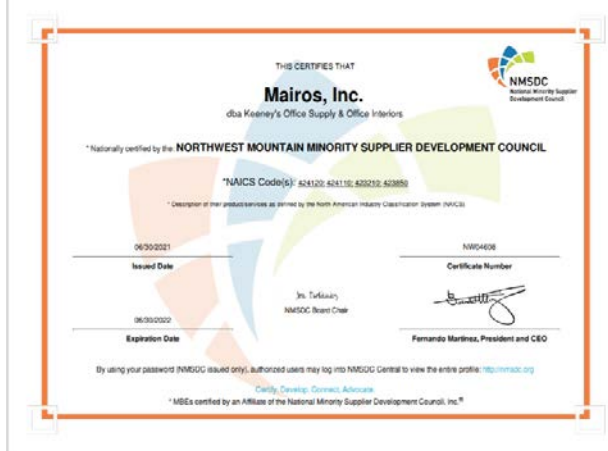 THIS CERTIFIES THAT
NMSDC
National Minority Supplier
Development Council
Mairos, Inc.
dba Keeney's Office Supply & Office Interiors
* Nationally certified by the: NORTHWEST MOUNTAIN MINORITY SUPPLIER DEVELOPMENT COUNCIL
*NAICS Code(s): 424120; 424110; 423210; 423850
* Description of their product/services as defined by the North American Industry Classification System (NAICS)
06/30/2021
Issued Date
NW04608
Certificate Number
NMSDC Board Chair
06/30/2022
Expiration Date
Fernando Martinez, President and CEO
By using your password (NMSDC issued only), authorized users may log into NMSDC Central to view the entire profile: http://nmsdc.org
Certify. Develop. Connect. Advocate.
* MBEs certified by an Affiliate of the National Minority Supplier Development Council, Inc.®